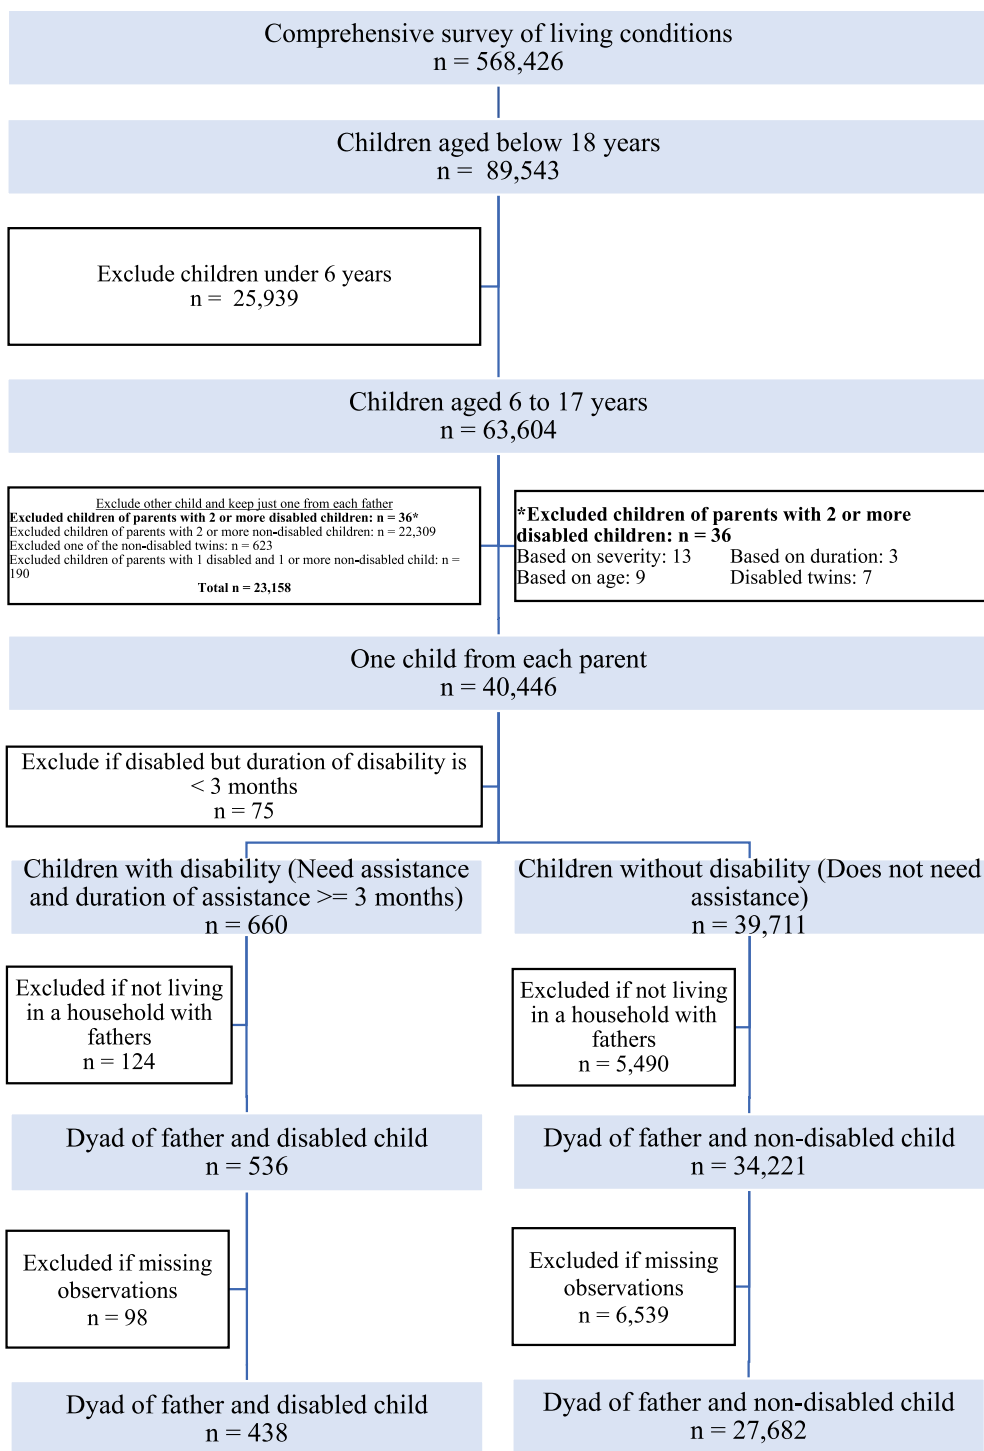 Comprehensive survey of living conditions
n = 568,426
Children aged below 18 years
n = 89,543
Exclude children under 6 years
n = 25,939
Children aged 6 to 17 years
n = 63,604
Exclude other child and keep just one from each father
Excluded children of parents with 2 or more disabled children: n = 36*
Excluded children of parents with 2 or more non-disabled children: n = 22,309
Excluded one of the non-disabled twins: n = 623
Excluded children of parents with 1 disabled and 1 or more non-disabled child: n =
190
Total n = 23,158
*Excluded children of parents with 2 or more
disabled children: n = 36
Based on severity: 13 Based on duration: 3
Based on age: 9 Disabled twins: 7
One child from each parent
n = 40,446
Exclude if disabled but duration of disability is
< 3 months
n = 75
Children with disability (Need assistance
and duration of assistance >= 3 months)
n = 660
Children without disability (Does not need
assistance)
n = 39,711
Excluded if not living
in a household with
fathers
n = 124
Excluded if not living
in a household with
fathers
n = 5,490
Dyad of father and disabled child
n = 536
Dyad of father and non-disabled child
n = 34,221
Excluded if missing
observations
n = 98
Excluded if missing
observations
n = 6,539
Dyad of father and disabled child
n = 438
Dyad of father and non-disabled child
n = 27,682